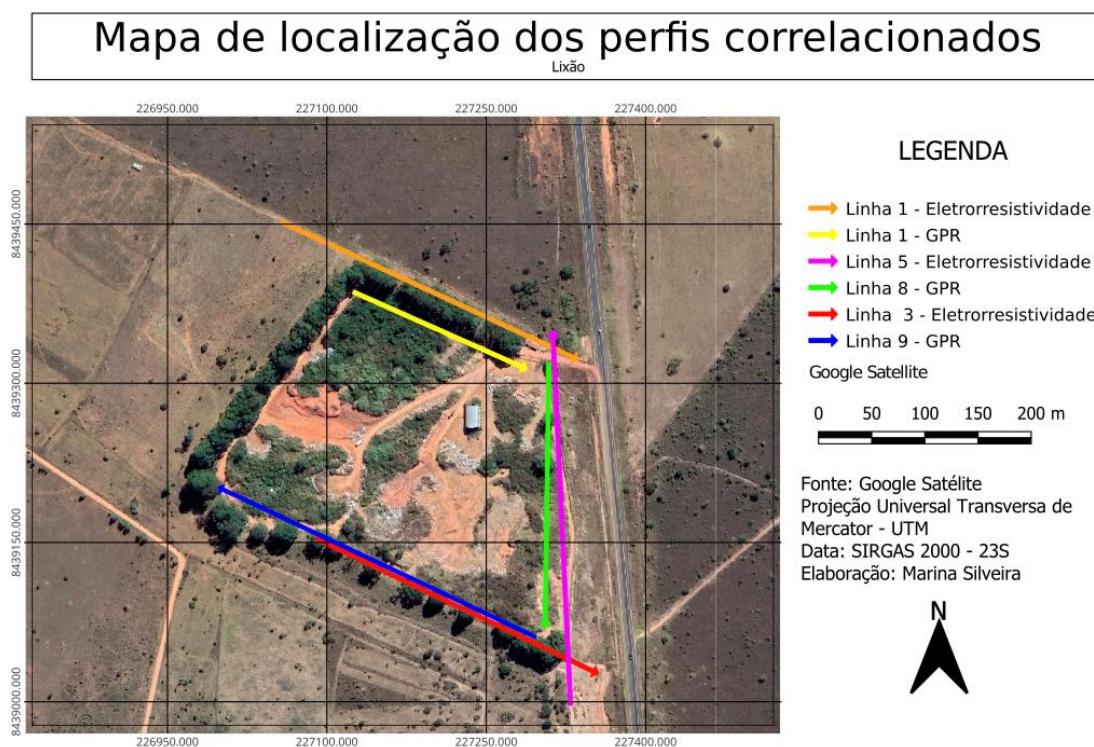 Mapa de localização dos perfis correlacionados
Lixão
226950.000 227100.000 227250.000 227400.000
8439450.000
8439300.000
8439150.000
8439000.000
226950.000 227100.000 227250.000 227400.000
LEGENDA
Linha 1 - Eletrorresistividade
Linha 1 - GPR
Linha 5 - Eletrorresistividade
Linha 8 - GPR
Linha 3 - Eletrorresistividade
Linha 9 - GPR
Google Satellite
0 50 100 150 200 m
Fonte: Google Satélite
Projeção Universal Transversa de
Mercator - UTM
Data: SIRGAS 2000 - 23S
Elaboração: Marina Silveira
N